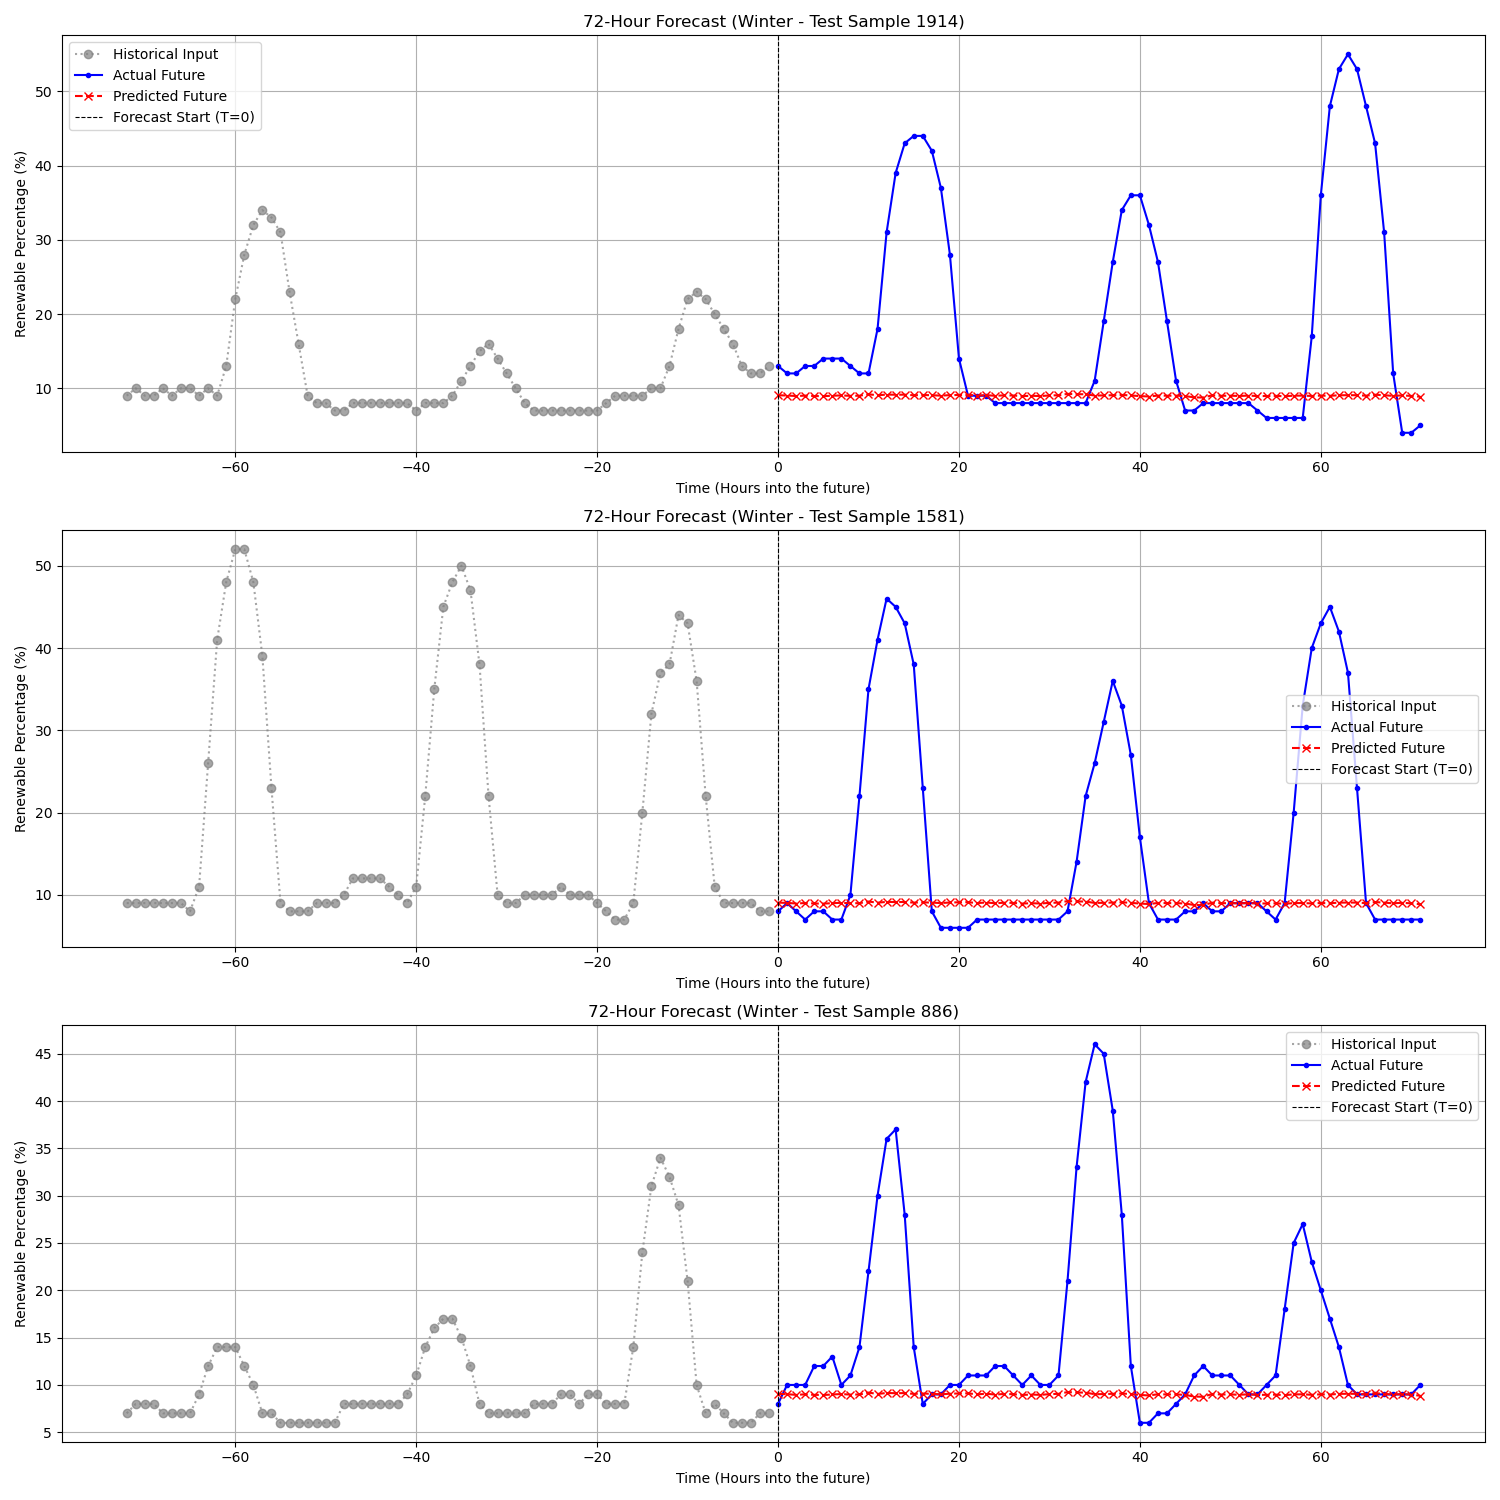 72-Hour Forecast (Winter - Test Sample 1914)
Historical Input
Actual Future
Predicted Future
Forecast Start (T=0)
Renewable Percentage (%)
50
40
30
20
10
−60 −40 −20 0 20 40 60
Time (Hours into the future)
72-Hour Forecast (Winter - Test Sample 1581)
Renewable Percentage (%)
50
40
30
20
10
Historical Input
Actual Future
Predicted Future
Forecast Start (T=0)
−60 −40 −20 0 20 40 60
Time (Hours into the future)
72-Hour Forecast (Winter - Test Sample 886)
Historical Input
Actual Future
Predicted Future
Forecast Start (T=0)
Renewable Percentage (%)
45
40
35
30
25
20
15
10
5
−60 −40 −20 0 20 40 60
Time (Hours into the future)